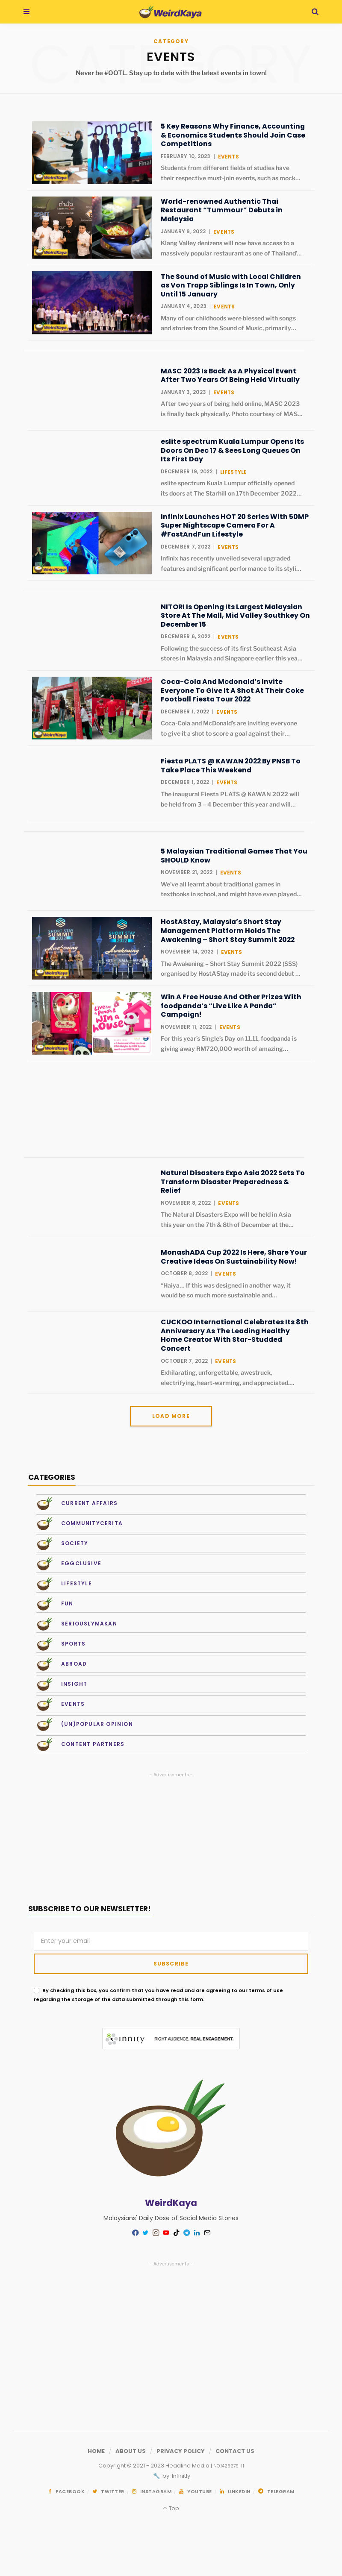 WeirdKaya
CATEGORY
CATEGORY
EVENTS
Never be #OOTL. Stay up to date with the latest events in town!
5 Key Reasons Why Finance, Accounting
& Economics Students Should Join Case
Competitions
FEBRUARY 10, 2023 | EVENTS
Students from different fields of studies have
their respective must-join events, such as mock…
World-renowned Authentic Thai
Restaurant “Tummour” Debuts in
Malaysia
JANUARY 9, 2023 | EVENTS
Klang Valley denizens will now have access to a
massively popular restaurant as one of Thailand’…
The Sound of Music with Local Children
as Von Trapp Siblings Is In Town, Only
Until 15 January
JANUARY 4, 2023 | EVENTS
Many of our childhoods were blessed with songs
and stories from the Sound of Music, primarily…
MASC 2023 Is Back As A Physical Event
After Two Years Of Being Held Virtually
JANUARY 3, 2023 | EVENTS
After two years of being held online, MASC 2023
is finally back physically. Photo courtesy of MAS…
eslite spectrum Kuala Lumpur Opens Its
Doors On Dec 17 & Sees Long Queues On
Its First Day
DECEMBER 19, 2022 | LIFESTYLE
eslite spectrum Kuala Lumpur officially opened
its doors at The Starhill on 17th December 2022…
Infinix Launches HOT 20 Series With 50MP
Super Nightscape Camera For A
#FastAndFun Lifestyle
DECEMBER 7, 2022 | EVENTS
Infinix has recently unveiled several upgraded
features and significant performance to its styli…
NITORI Is Opening Its Largest Malaysian
Store At The Mall, Mid Valley Southkey On
December 15
DECEMBER 6, 2022 | EVENTS
Following the success of its first Southeast Asia
stores in Malaysia and Singapore earlier this yea…
Coca-Cola And Mcdonald’s Invite
Everyone To Give It A Shot At Their Coke
Football Fiesta Tour 2022
DECEMBER 1, 2022 | EVENTS
Coca-Cola and McDonald’s are inviting everyone
to give it a shot to score a goal against their…
Fiesta PLATS @ KAWAN 2022 By PNSB To
Take Place This Weekend
DECEMBER 1, 2022 | EVENTS
The inaugural Fiesta PLATS @ KAWAN 2022 will
be held from 3 – 4 December this year and will…
5 Malaysian Traditional Games That You
SHOULD Know
NOVEMBER 21, 2022 | EVENTS
We’ve all learnt about traditional games in
textbooks in school, and might have even played…
HostAStay, Malaysia’s Short Stay
Management Platform Holds The
Awakening – Short Stay Summit 2022
NOVEMBER 14, 2022 | EVENTS
The Awakening – Short Stay Summit 2022 (SSS)
organised by HostAStay made its second debut …
Win A Free House And Other Prizes With
foodpanda’s “Live Like A Panda”
Campaign!
NOVEMBER 11, 2022 | EVENTS
For this year’s Single’s Day on 11.11, foodpanda is
giving away RM720,000 worth of amazing…
Natural Disasters Expo Asia 2022 Sets To
Transform Disaster Preparedness &
Relief
NOVEMBER 8, 2022 | EVENTS
The Natural Disasters Expo will be held in Asia
this year on the 7th & 8th of December at the…
MonashADA Cup 2022 Is Here, Share Your
Creative Ideas On Sustainability Now!
OCTOBER 8, 2022 | EVENTS
“Haiya… If this was designed in another way, it
would be so much more sustainable and…
CUCKOO International Celebrates Its 8th
Anniversary As The Leading Healthy
Home Creator With Star-Studded
Concert
OCTOBER 7, 2022 | EVENTS
Exhilarating, unforgettable, awestruck,
electrifying, heart-warming, and appreciated.…
LOAD MORE
CATEGORIES
CURRENT AFFAIRS
COMMUNITYCERITA
SOCIETY
EGGCLUSIVE
LIFESTYLE
FUN
SERIOUSLYMAKAN
SPORTS
ABROAD
INSIGHT
EVENTS
(UN)POPULAR OPINION
CONTENT PARTNERS
- Advertisements -
SUBSCRIBE TO OUR NEWSLETTER!
Enter your email
SUBSCRIBE
By checking this box, you confirm that you have read and are agreeing to our terms of use
regarding the storage of the data submitted through this form.
innity RIGHT AUDIENCE. REAL ENGAGEMENT.
WeirdKaya
Malaysians' Daily Dose of Social Media Stories
- Advertisements -
HOME / ABOUT US / PRIVACY POLICY / CONTACT US
by Infinity
FACEBOOK TWITTER INSTAGRAM YOUTUBE LINKEDIN TELEGRAM
Top